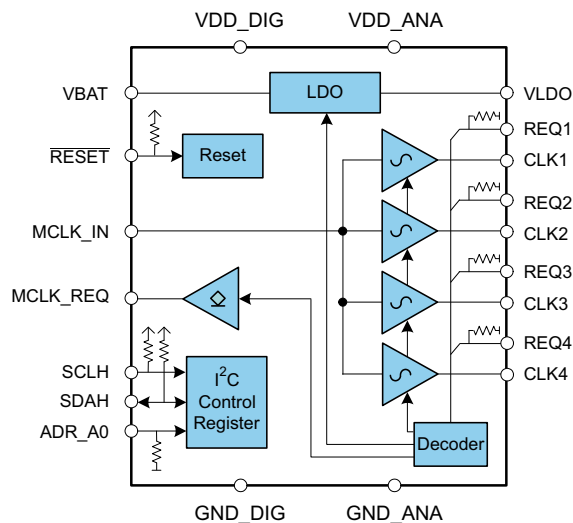 VDD_DIG VDD_ANA
VBAT LDO VLDO
REQ1
RESET Reset CLK1
REQ2
MCLK_IN CLK2
REQ3
MCLK_REQ CLK3
REQ4
SCLH CLK4
I²C
SDAH Control
Register
ADR_A0 Decoder
GND_DIG GND_ANA